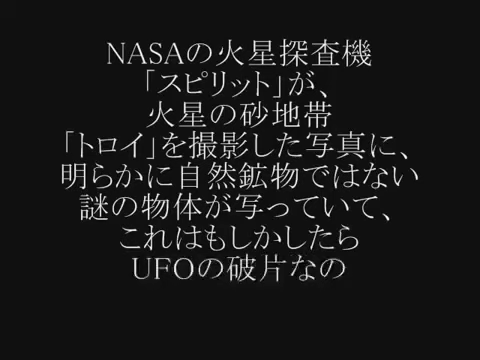 NASAの火星探査機
「スピリット」が、
火星の砂地帯
「トロイ」を撮影した写真に、
明らかに自然鉱物ではない
謎の物体が写っていて、
これはもしかしたら
UFOの破片なの